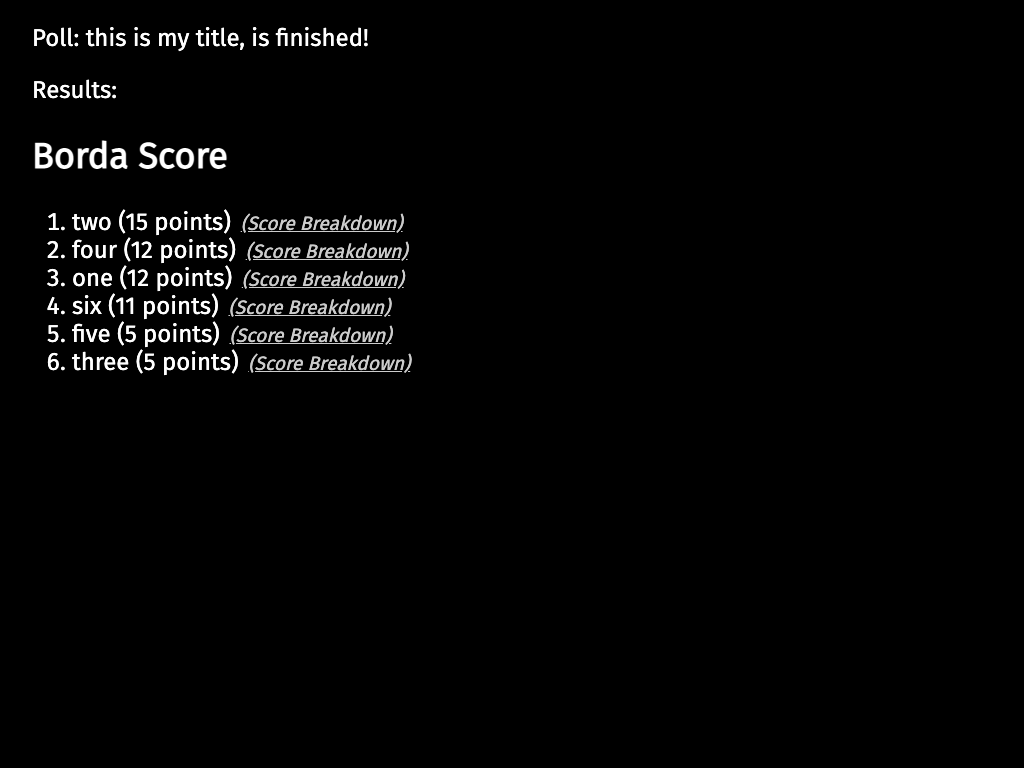 Poll: this is my title, is finished!
Results:
Borda Score
1. two (15 points) (Score Breakdown)
2. four (12 points) (Score Breakdown)
3. one (12 points) (Score Breakdown)
4. six (11 points) (Score Breakdown)
5. five (5 points) (Score Breakdown)
6. three (5 points) (Score Breakdown)